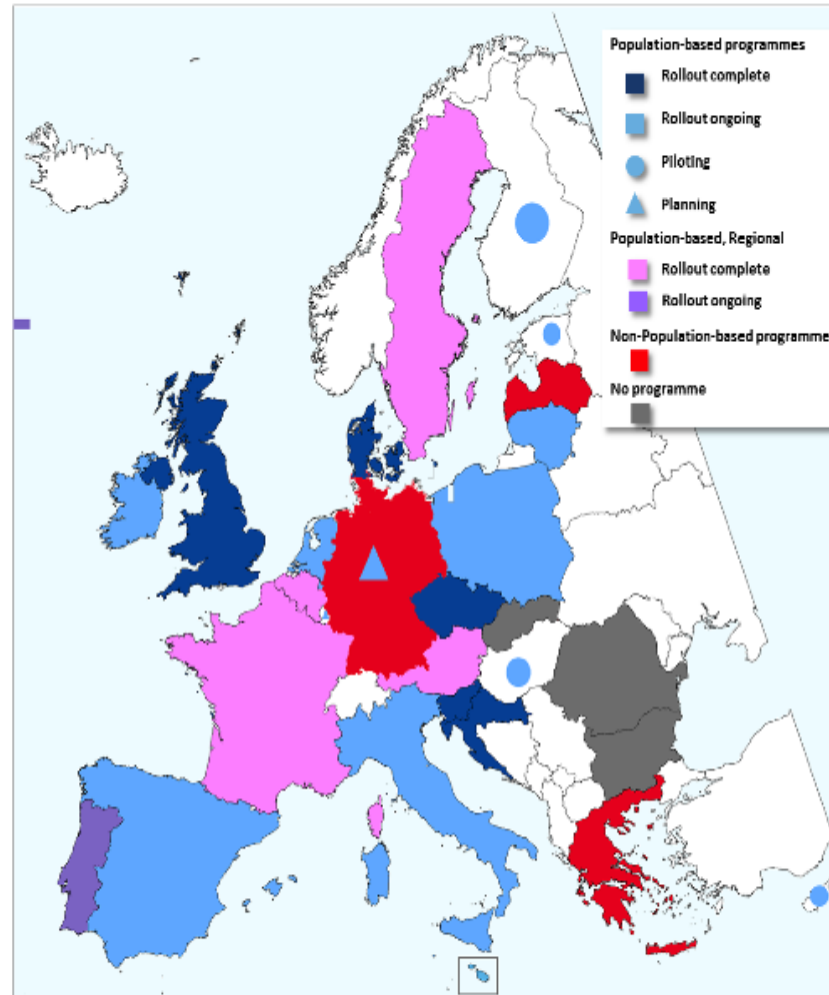 Population-based programmes
Rollout complete
Rollout ongoing
Piloting
Planning
Population-based, Regional
Rollout complete
Rollout ongoing
Non-Population-based programme
No programme